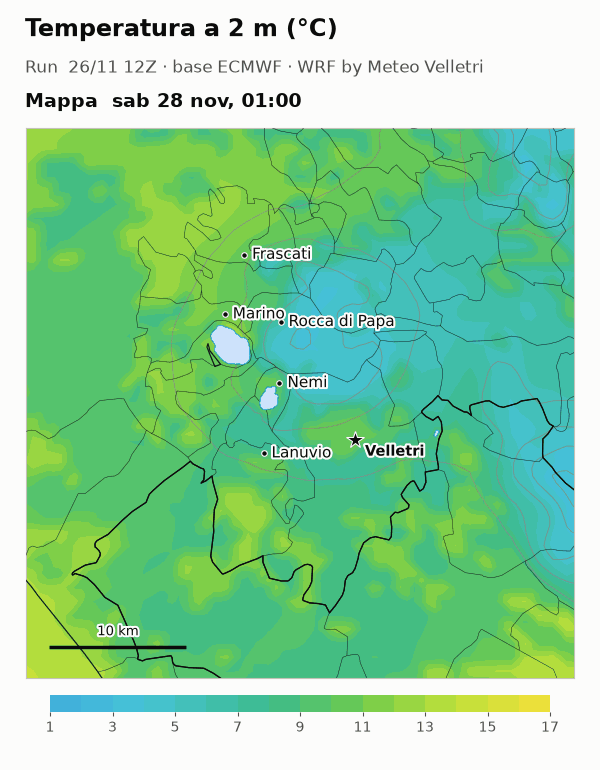 Temperatura a 2 m (°C)
Run  26/11 12Z · base ECMWF · WRF by Meteo Velletri
Mappa  sab 28 nov, 01:00
Frascati
Marino
Rocca di Papa
Nemi
Velletri
Lanuvio
10 km
1 3 5 7 9 11 13 15 17